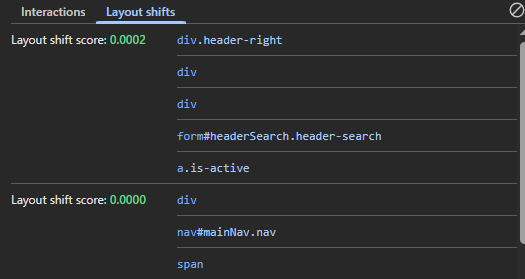 Interactions Layout shifts
Layout shift score: 0.0002 div.header-right
div
div
form#headerSearch.header-search
a.is-active
Layout shift score: 0.0000 div
nav#mainNav.nav
span